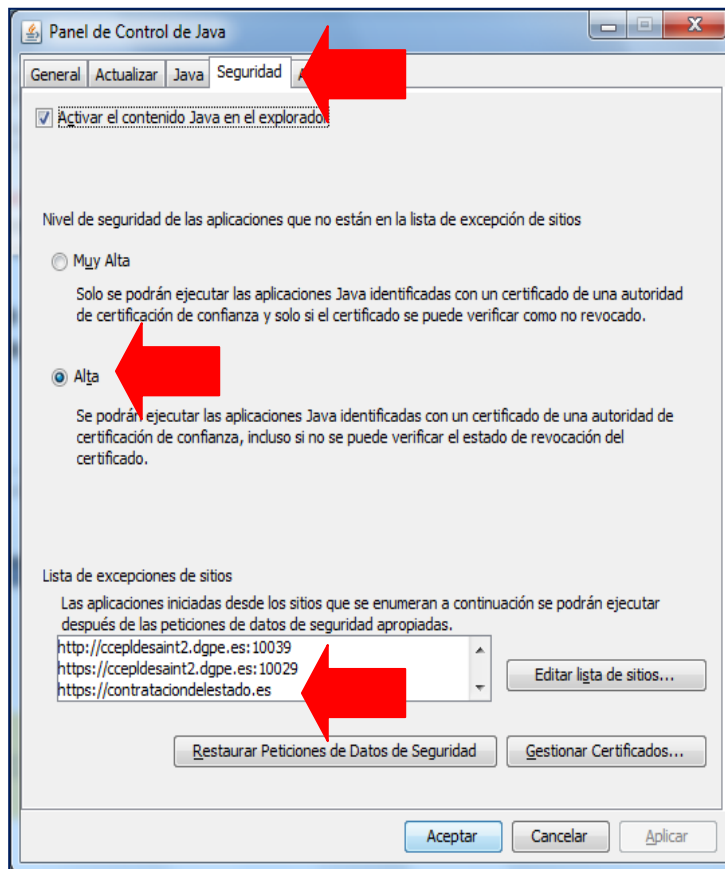 Panel de Control de Java
General Actualizar Java Seguridad
Activar el contenido Java en el explorador
Nivel de seguridad de las aplicaciones que no están en la lista de excepción de sitios
Muy Alta
Solo se podrán ejecutar las aplicaciones Java identificadas con un certificado de una autoridad
de certificación de confianza y solo si el certificado se puede verificar como no revocado.
Alta
Se podrán ejecutar las aplicaciones Java identificadas con un certificado de una autoridad de
certificación de confianza, incluso si no se puede verificar el estado de revocación del
certificado.
Lista de excepciones de sitios
Las aplicaciones iniciadas desde los sitios que se enumeran a continuación se podrán ejecutar
después de las peticiones de datos de seguridad apropiadas.
http://ccepldesaint2.dgpe.es:10039
https://ccepldesaint2.dgpe.es:10029
https://contrataciondelestado.es
Editar lista de sitios...
Restaurar Peticiones de Datos de Seguridad
Gestionar Certificados...
Aceptar
Cancelar
Aplicar